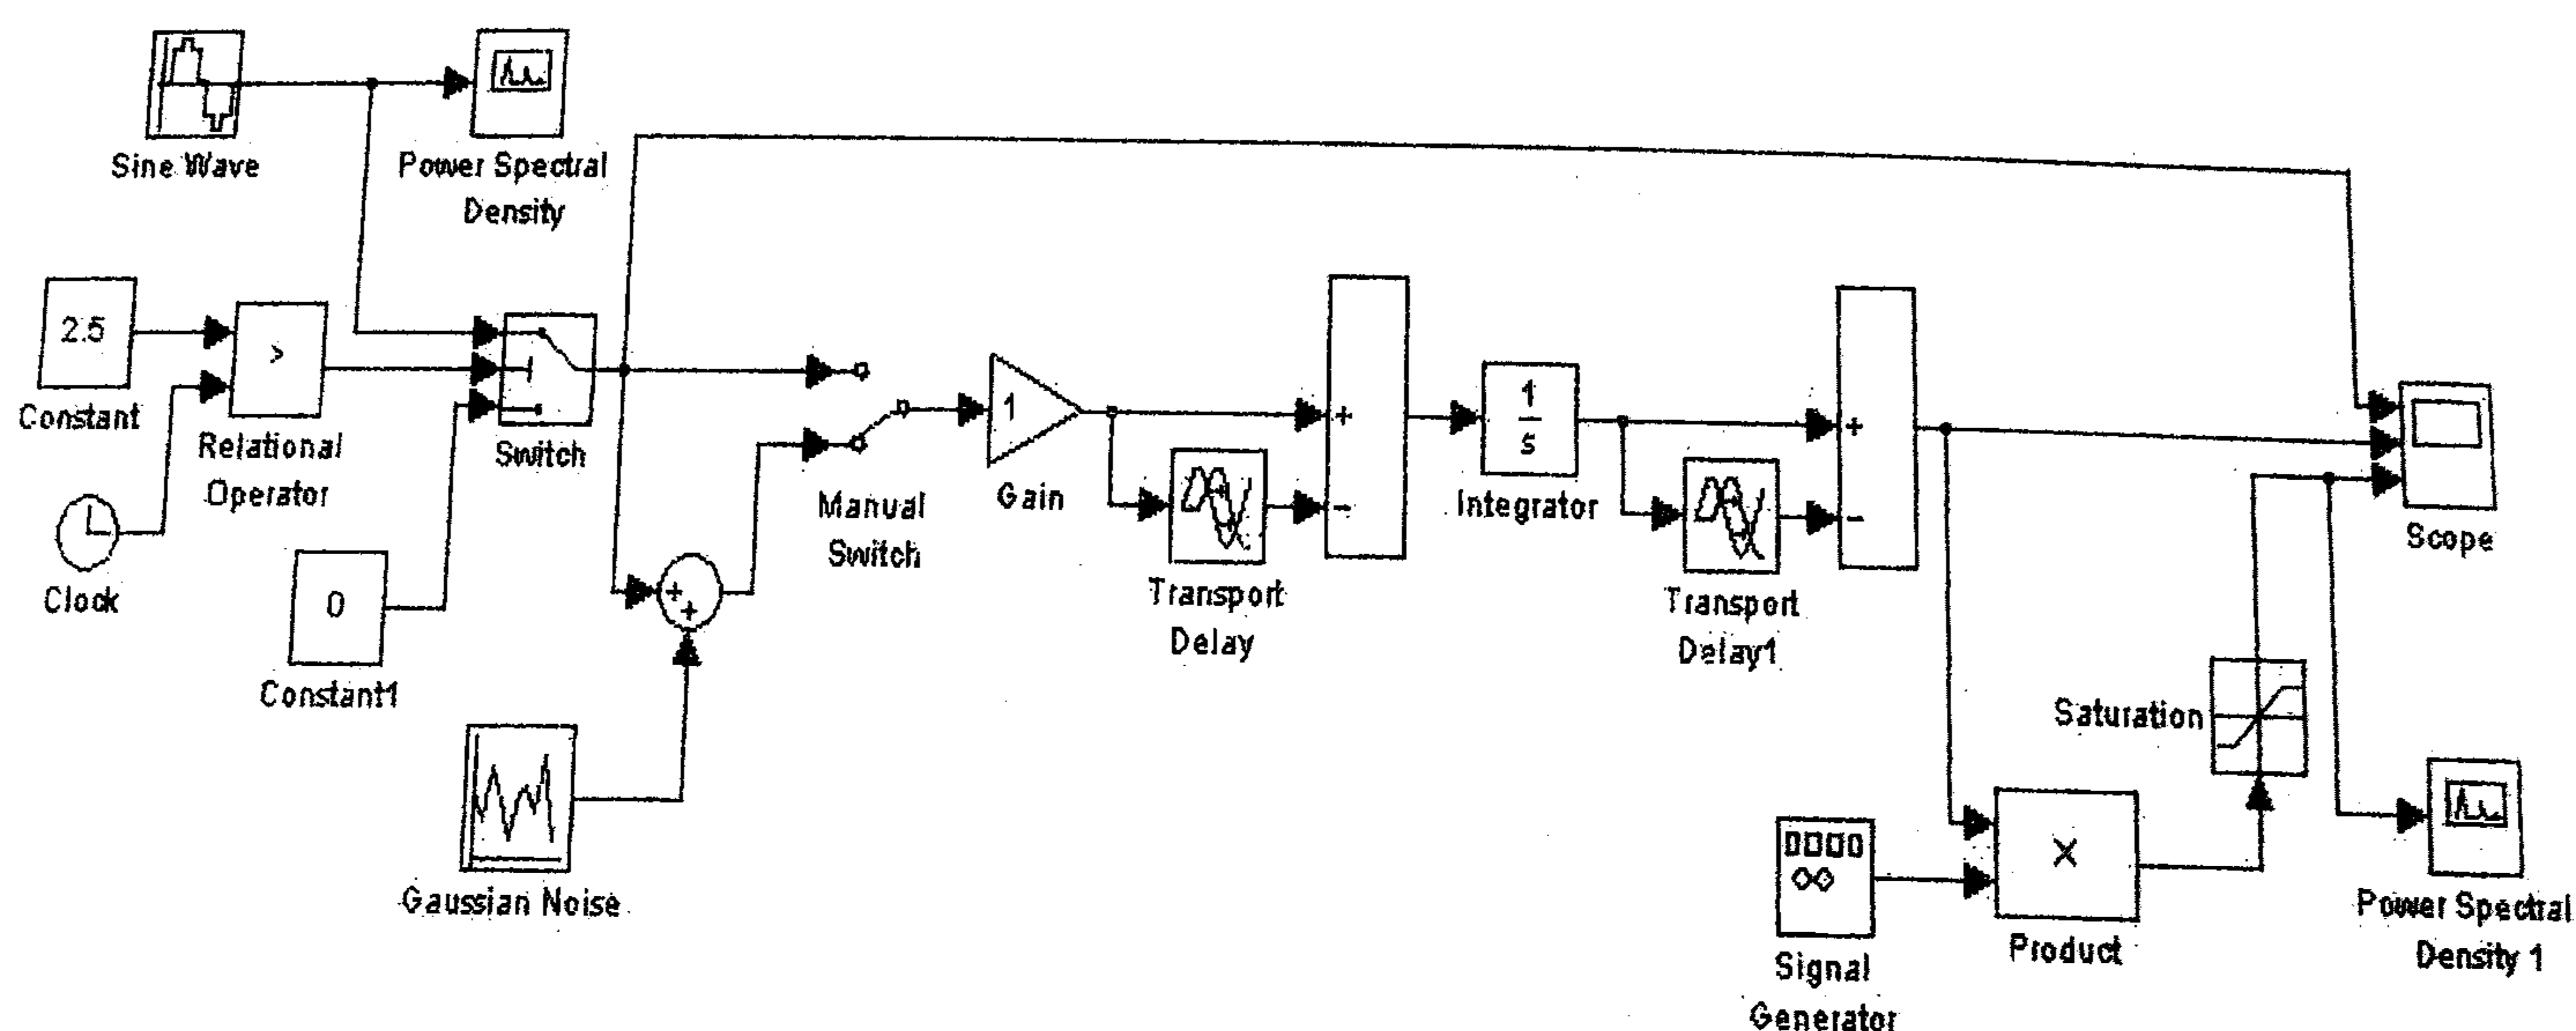 Sine Wave
Power Spectral
Density
2.5
Constant
>
Relational
Operator
Switch
Clock
0
Constant1
Manual
Switch
+
+
Gaussian Noise
1
Gain
Transport
Delay
+
-
1
s
Integrator
Transport
Delay1
+
-
Scope
Saturation
Signal
Generator
X
Product
Power Spectral
Density 1